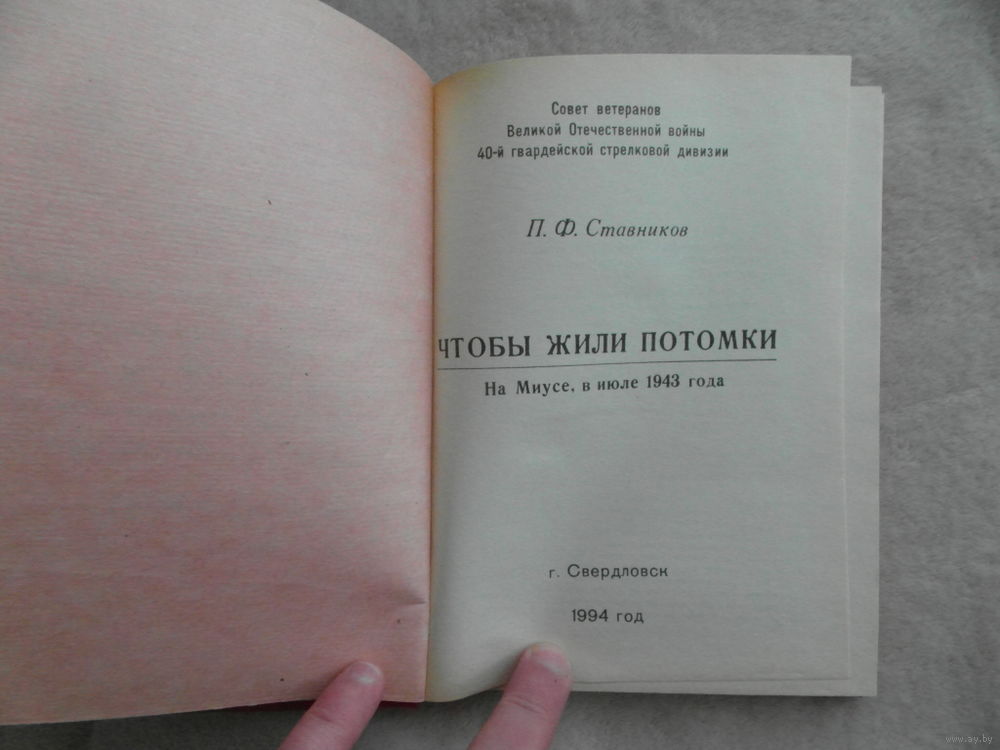 Совет ветеранов
Великой Отечественной войны
40-й гвардейской стрелковой дивизии
П. Ф. Ставников
ЧТОБЫ ЖИЛИ ПОТОМКИ
На Миусе, в июле 1943 года
г. Свердловск
1994 год
www.ay.by